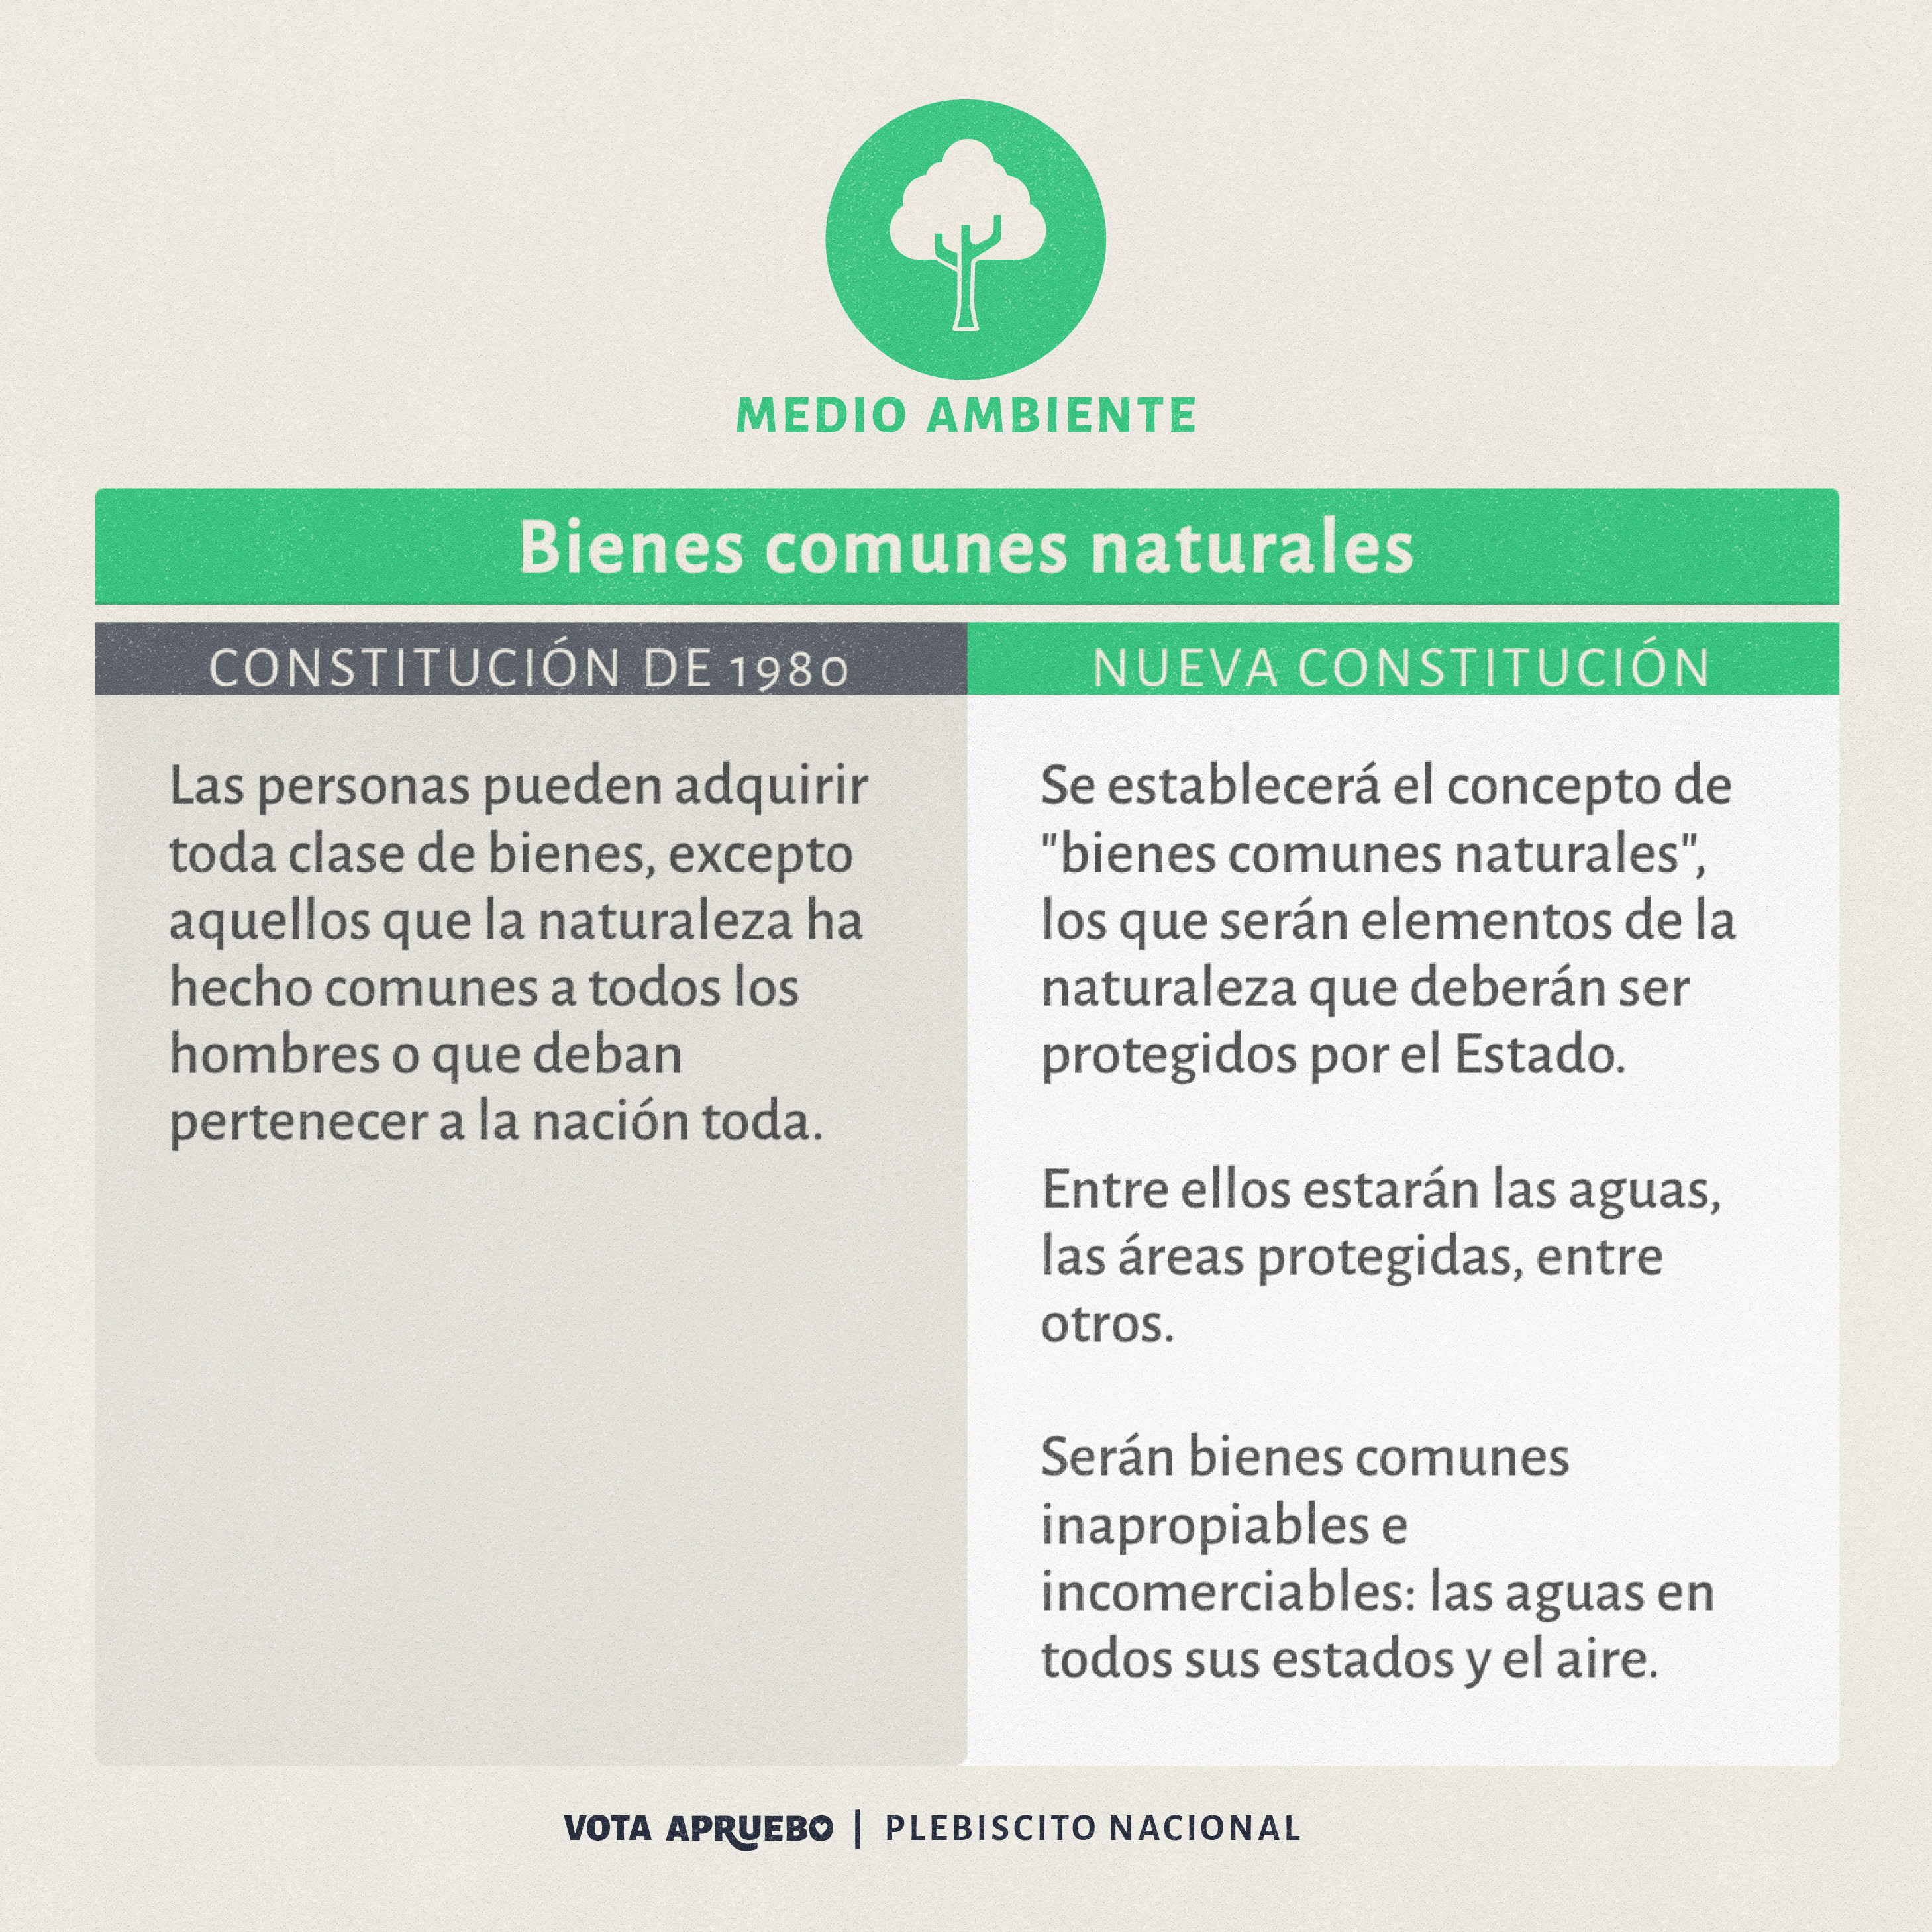 MEDIO AMBIENTE
Bienes comunes naturales
CONSTITUCIÓN DE 1980
Las personas pueden adquirir
toda clase de bienes, excepto
aquellos que la naturaleza ha
hecho comunes a todos los
hombres o que deban
pertenecer a la nación toda.
NUEVA CONSTITUCIÓN
Se establecerá el concepto de
"bienes comunes naturales",
los que serán elementos de la
naturaleza que deberán ser
protegidos por el Estado.
Entre ellos estarán las aguas,
las áreas protegidas, entre
otros.
Serán bienes comunes
inapropiables e
incomerciables: las aguas en
todos sus estados y el aire.
VOTA APRUEBO | PLEBISCITO NACIONAL